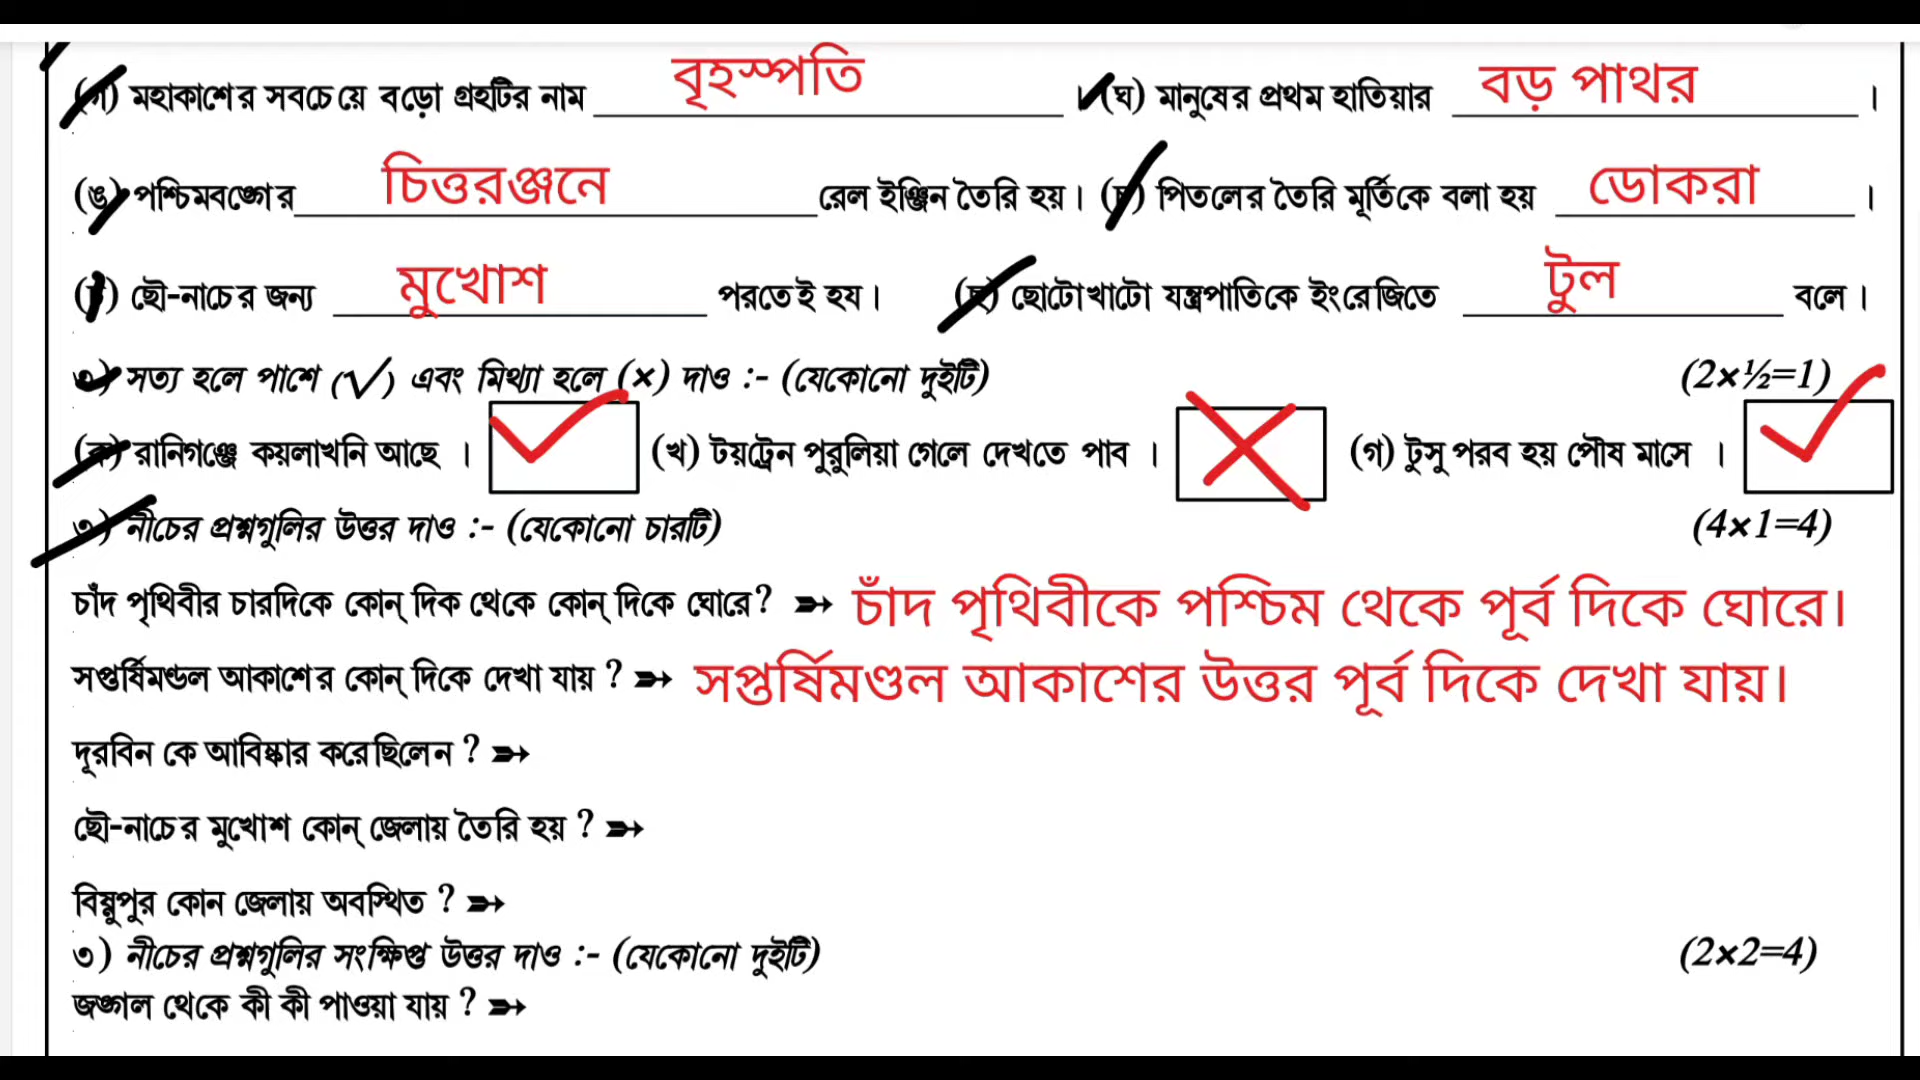 (গ) মহাকাশের সবচেয়ে বড়ো গ্রহটির নাম বৃহস্পতি । (ঘ) মানুষের প্রথম হাতিয়ার বড় পাথর ।
(ঙ) পশ্চিমবঙ্গের চিত্তরঞ্জনে রেল ইঞ্জিন তৈরি হয়। (চ) পিতলের তৈরি মূর্তিকে বলা হয় ডোকরা ।
( ) ছৌ-নাচের জন্য মুখোশ পরতেই হয। (ছ) ছোটোখাটো যন্ত্রপাতিকে ইংরেজিতে টুল বলে।
২) সত্য হলে পাশে (√) এবং মিথ্যা হলে (×) দাও :- (যেকোনো দুইটি) (2×½=1)
(ক) রানিগঞ্জে কয়লাখনি আছে । ✓ (খ) টয়ট্রেন পুরুলিয়া গেলে দেখতে পাব । ✗ (গ) টুসু পরব হয় পৌষ মাসে । ✓
৩) নীচের প্রশ্নগুলির উত্তর দাও :- (যেকোনো চারটি) (4×1=4)
চাঁদ পৃথিবীর চারদিকে কোন্ দিক থেকে কোন্ দিকে ঘোরে? ➳ চাঁদ পৃথিবীকে পশ্চিম থেকে পূর্ব দিকে ঘোরে।
সপ্তর্ষিমণ্ডল আকাশের কোন্ দিকে দেখা যায় ? ➳ সপ্তর্ষিমণ্ডল আকাশের উত্তর পূর্ব দিকে দেখা যায়।
দূরবিন কে আবিষ্কার করেছিলেন ? ➳
ছৌ-নাচের মুখোশ কোন্ জেলায় তৈরি হয় ? ➳
বিষ্ণুপুর কোন জেলায় অবস্থিত ? ➳
৩) নীচের প্রশ্নগুলির সংক্ষিপ্ত উত্তর দাও :- (যেকোনো দুইটি) (2×2=4)
জঙ্গল থেকে কী কী পাওয়া যায় ? ➳